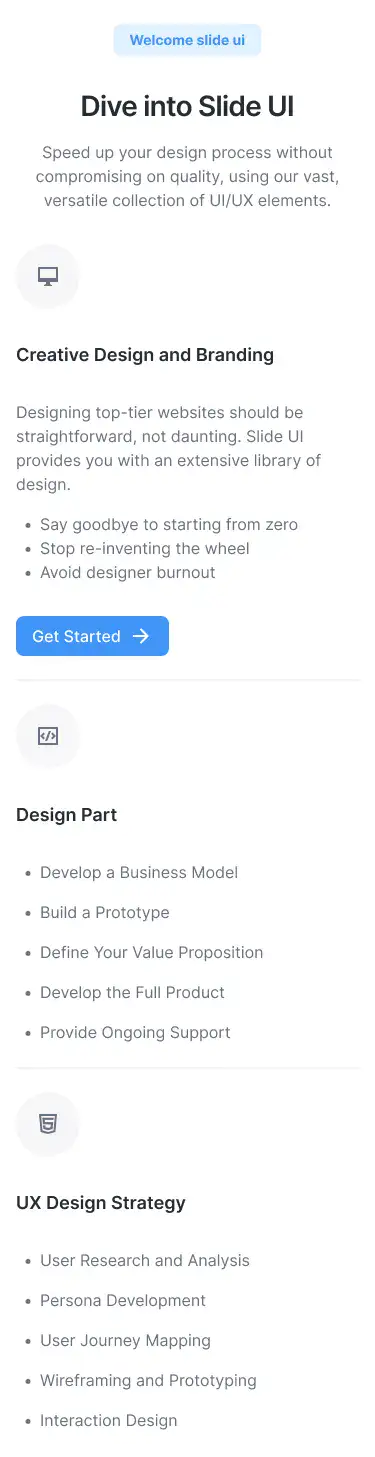 Welcome slide ui
Dive into Slide UI
Speed up your design process without
compromising on quality, using our vast,
versatile collection of UI/UX elements.
Creative Design and Branding
Designing top-tier websites should be
straightforward, not daunting. Slide UI
provides you with an extensive library of
design.
• Say goodbye to starting from zero
• Stop re-inventing the wheel
• Avoid designer burnout
Get Started →
Design Part
• Develop a Business Model
• Build a Prototype
• Define Your Value Proposition
• Develop the Full Product
• Provide Ongoing Support
UX Design Strategy
• User Research and Analysis
• Persona Development
• User Journey Mapping
• Wireframing and Prototyping
• Interaction Design